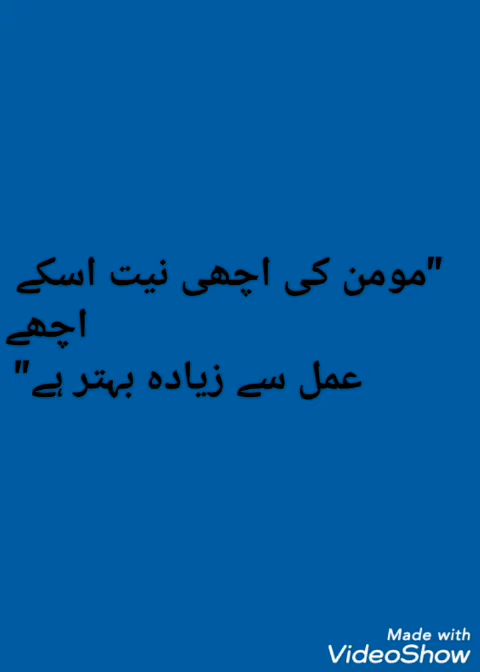 "مومن کی اچھی نیت اسکے
اچھے
عمل سے زیادہ بہتر ہے"
Made with
VideoShow